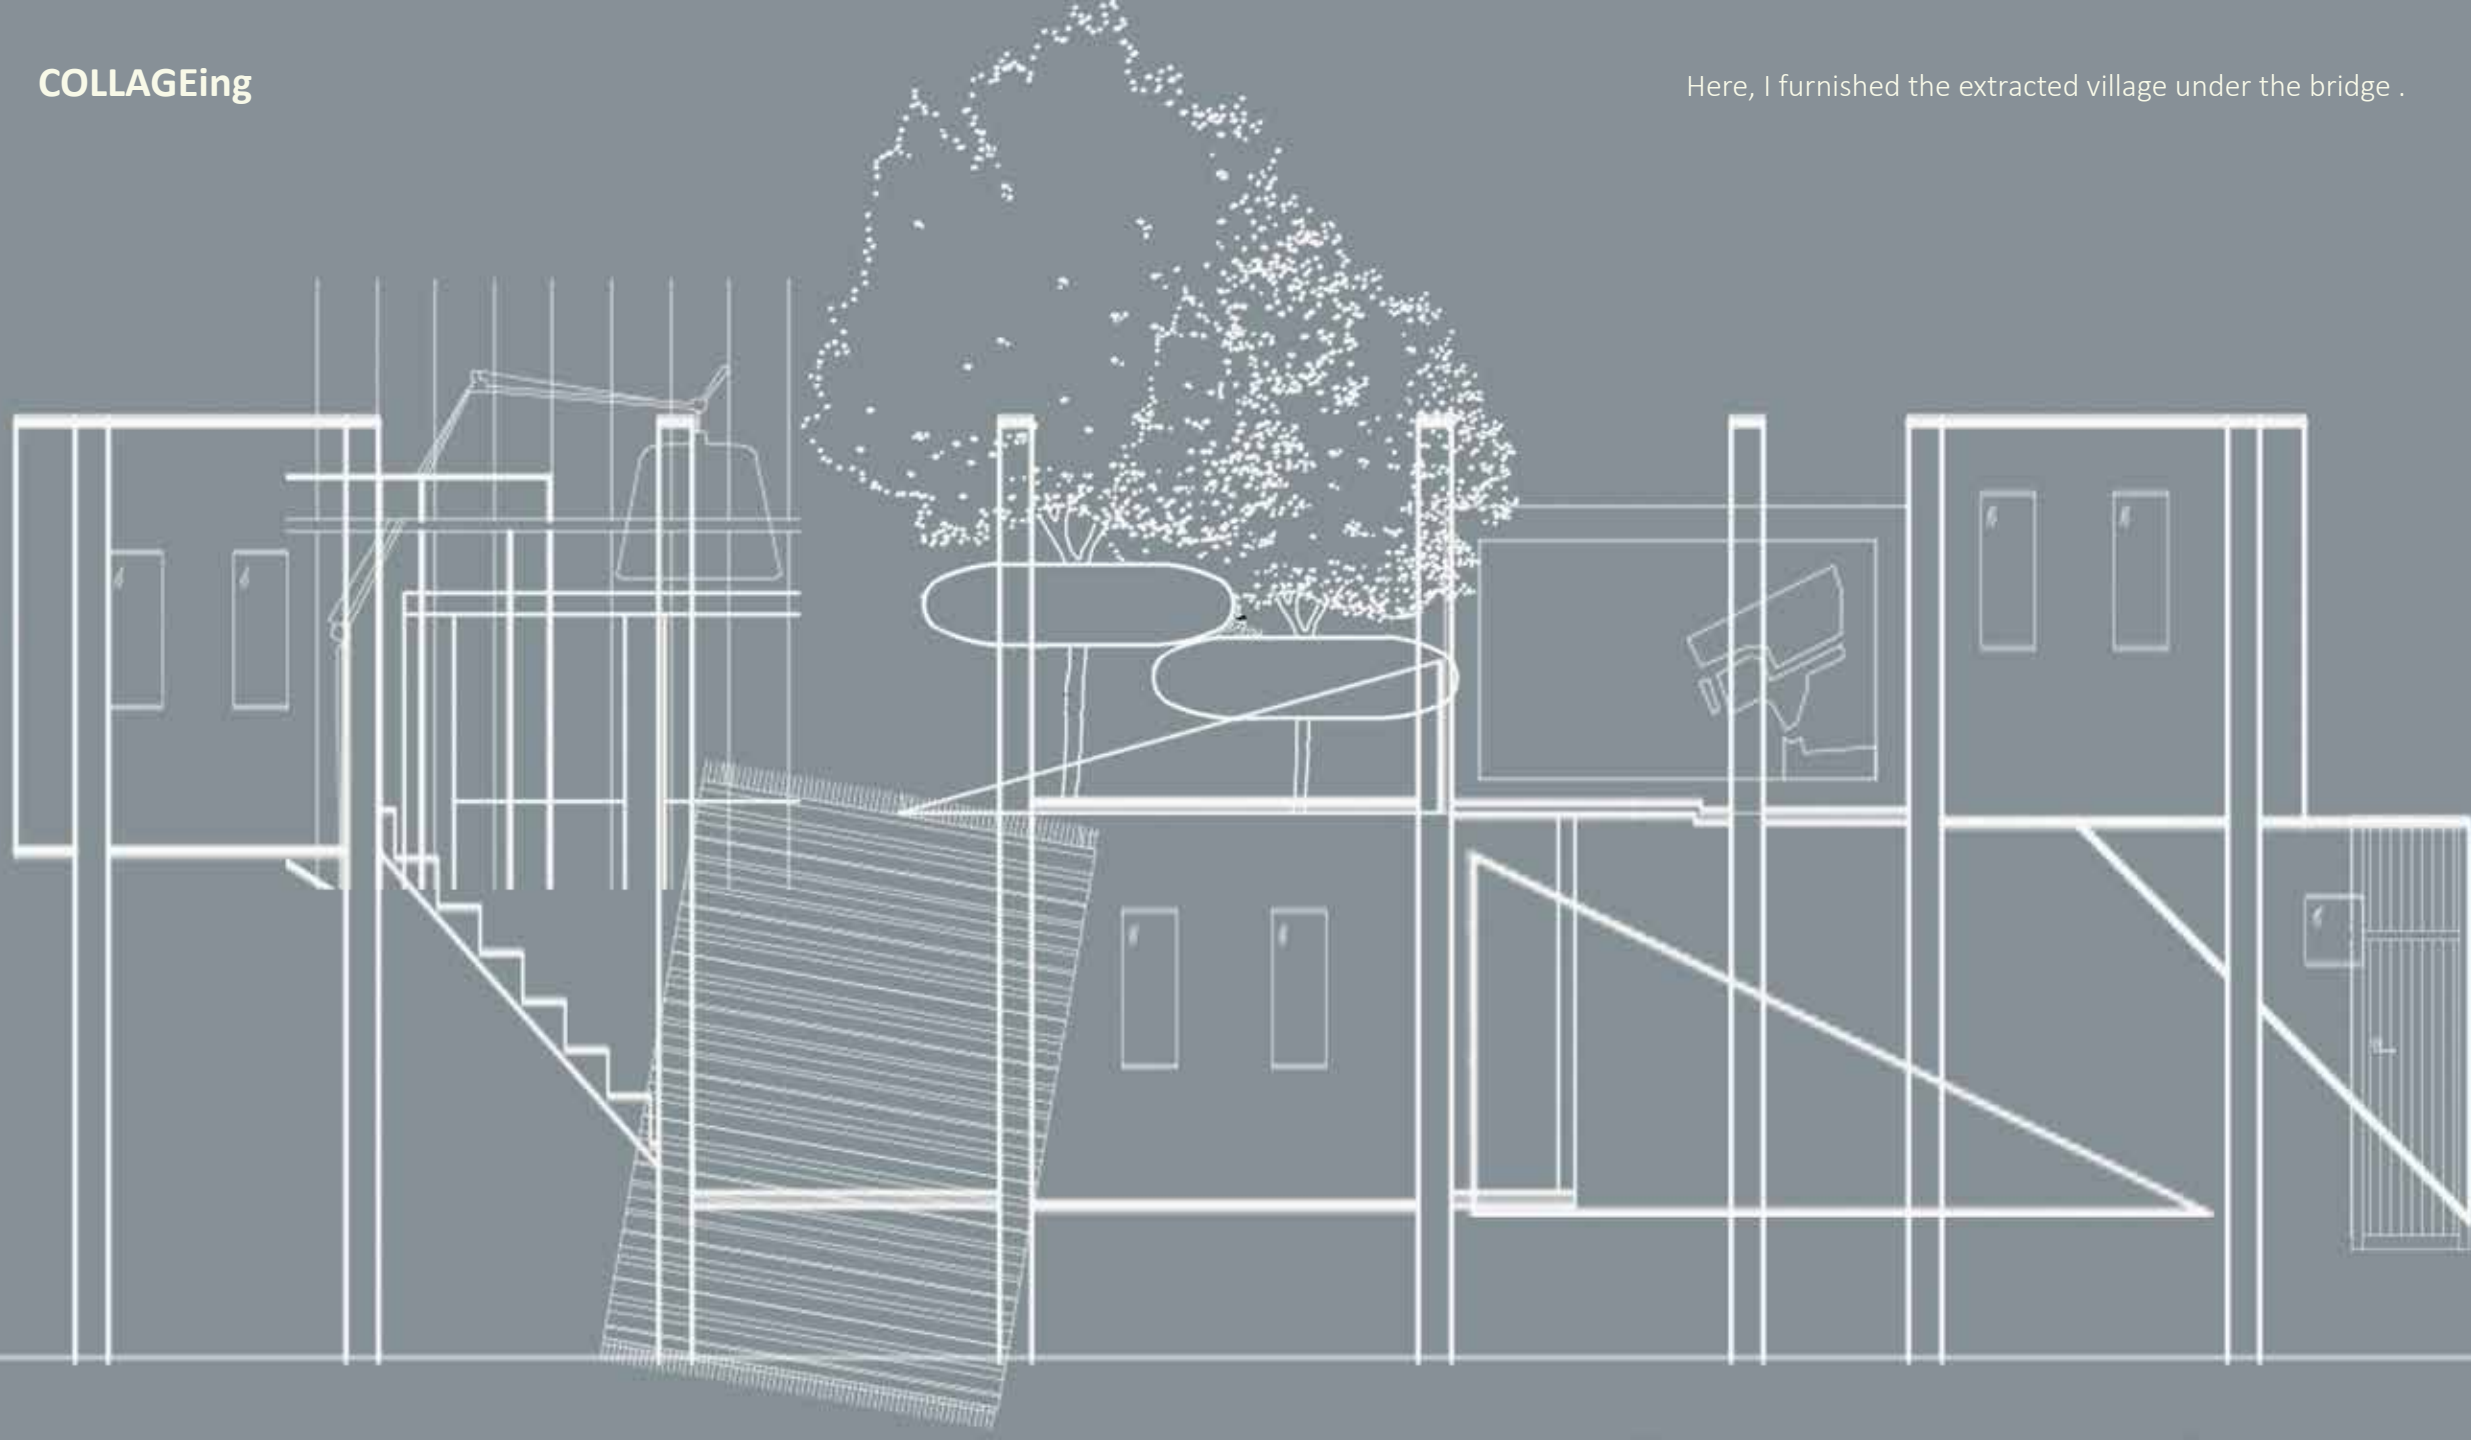 COLLAGEing
Here, I furnished the extracted village under the bridge .